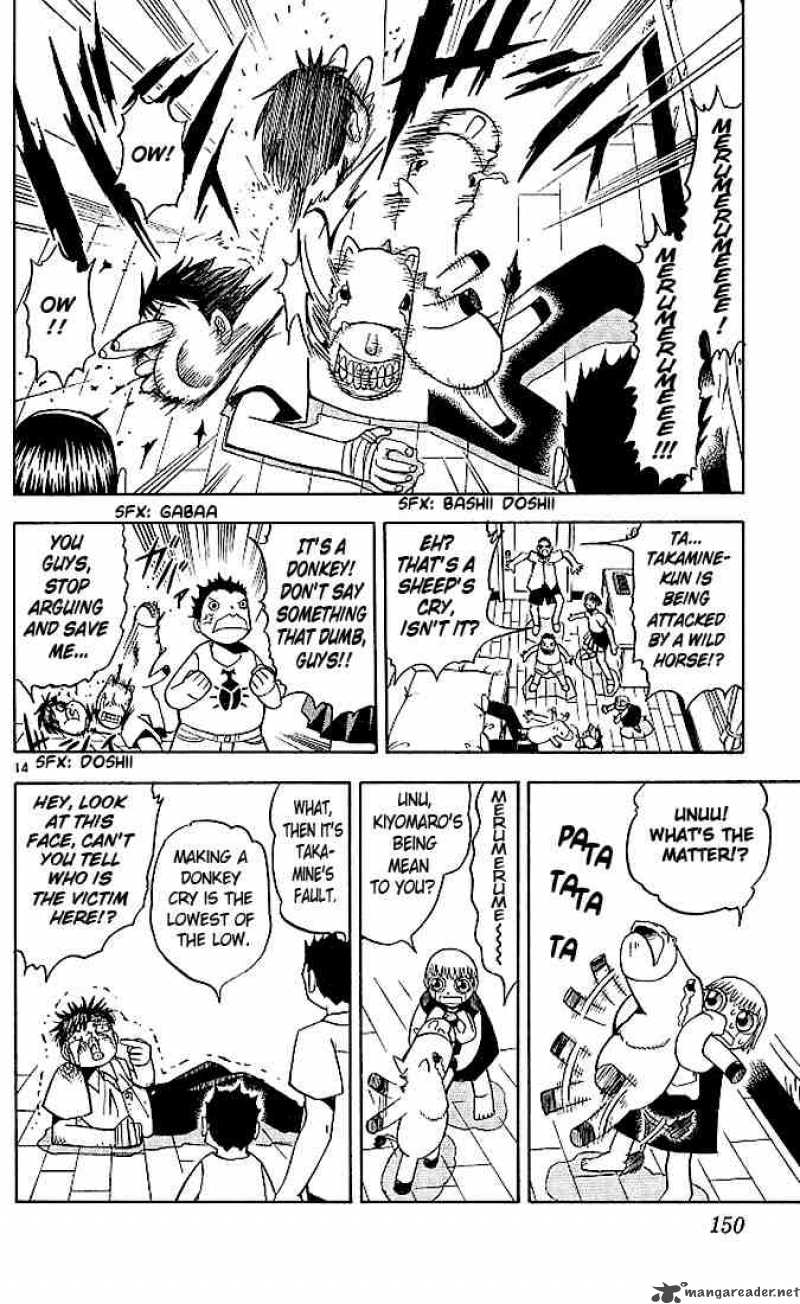 MERUMERUMEEEE!
MERUMERUMEEE!!!
OW!
OW
!!
SFX: BASHII DOSHII
SFX: GABAA
TA...
TAKAMINE-
KUN IS
BEING
ATTACKED
BY A WILD
HORSE!?
EH?
THAT'S A
SHEEP'S
CRY,
ISN'T IT?
IT'S A
DONKEY!
DON'T SAY
SOMETHING
THAT DUMB,
GUYS!!
YOU
GUYS,
STOP
ARGUING
AND SAVE
ME...
14
SFX: DOSHII
UNUU!
WHAT'S THE
MATTER!?
PATA
TATA
TA
MERUMERUME~~~
UNU,
KIYOMARO'S
BEING
MEAN
TO YOU?
WHAT,
THEN IT'S
TAKA-
MINE'S
FAULT.
MAKING A
DONKEY
CRY IS THE
LOWEST OF
THE LOW.
HEY, LOOK
AT THIS
FACE, CAN'T
YOU TELL
WHO IS
THE VICTIM
HERE!?
150
mangareader.net